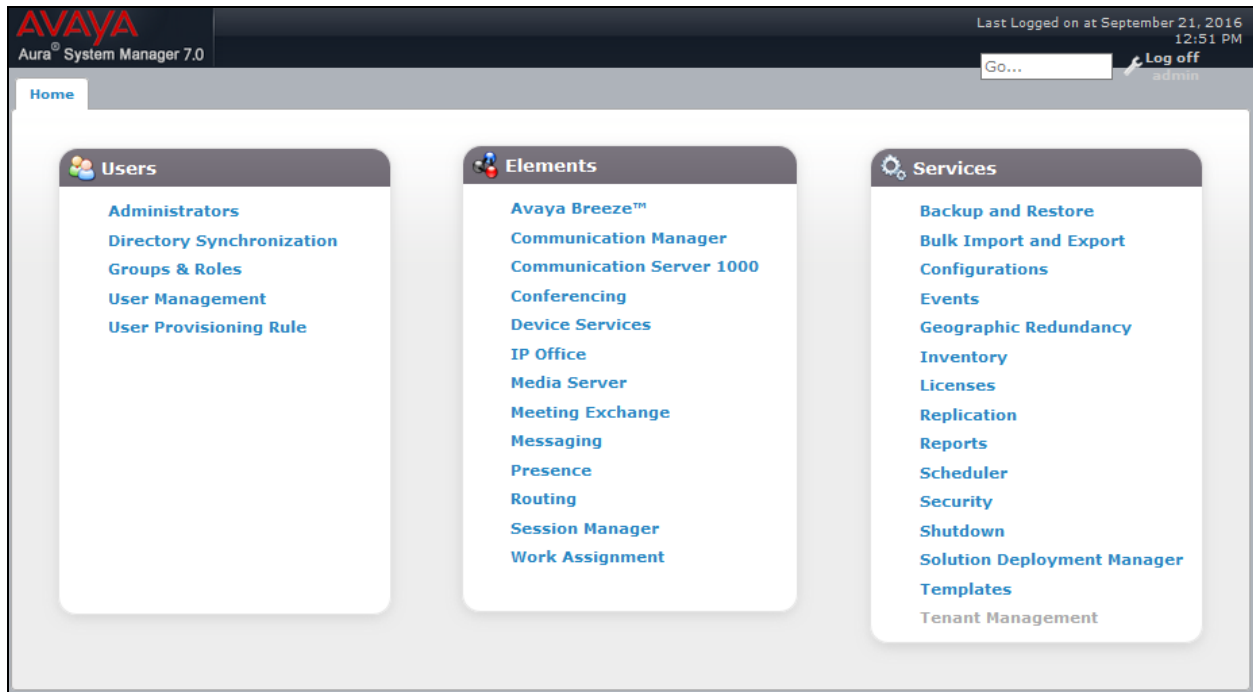 AVAYA
Aura® System Manager 7.0
Last Logged on at September 21, 2016
12:51 PM
Go...
Log off
admin
Home
Users
Administrators
Directory Synchronization
Groups & Roles
User Management
User Provisioning Rule
Elements
Avaya Breeze™
Communication Manager
Communication Server 1000
Conferencing
Device Services
IP Office
Media Server
Meeting Exchange
Messaging
Presence
Routing
Session Manager
Work Assignment
Services
Backup and Restore
Bulk Import and Export
Configurations
Events
Geographic Redundancy
Inventory
Licenses
Replication
Reports
Scheduler
Security
Shutdown
Solution Deployment Manager
Templates
Tenant Management